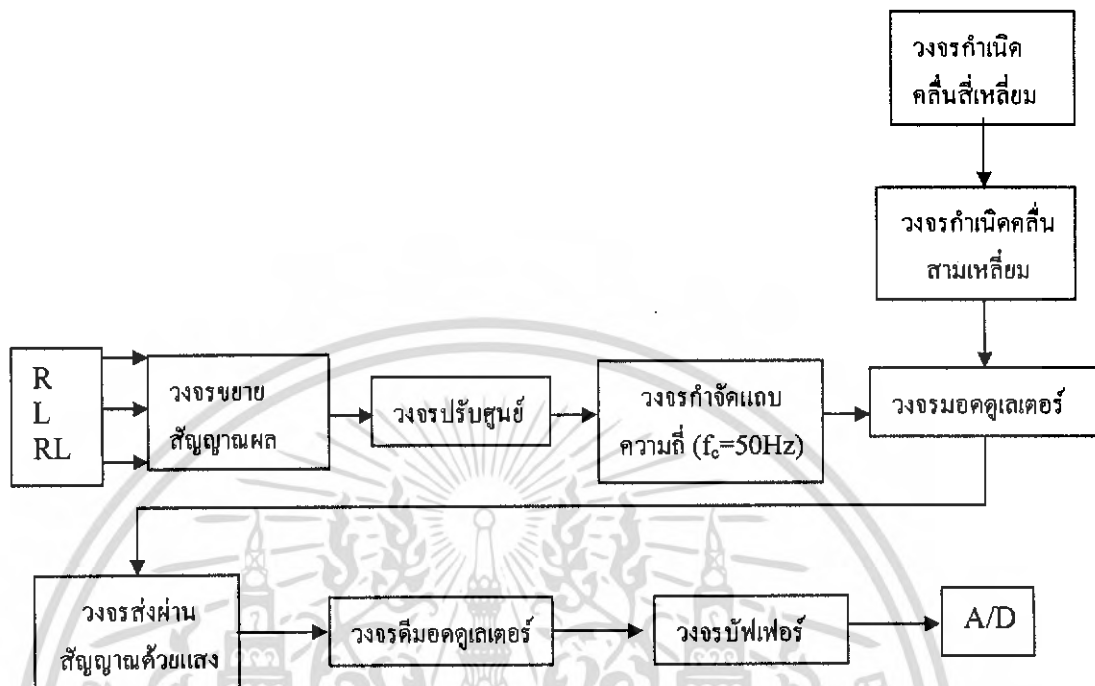 วงจรกำเนิด
คลื่นสี่เหลี่ยม
วงจรกำเนิดคลื่น
สามเหลี่ยม
R
L
RL
วงจรขยาย
สัญญาณผล
วงจรปรับศูนย์
วงจรกำจัดแถบ
ความถี่ (fc=50Hz)
วงจรมอดดูเลเตอร์
วงจรส่งผ่าน
สัญญาณด้วยแสง
วงจรดีมอดดูเลเตอร์
วงจรบัฟเฟอร์
A/D